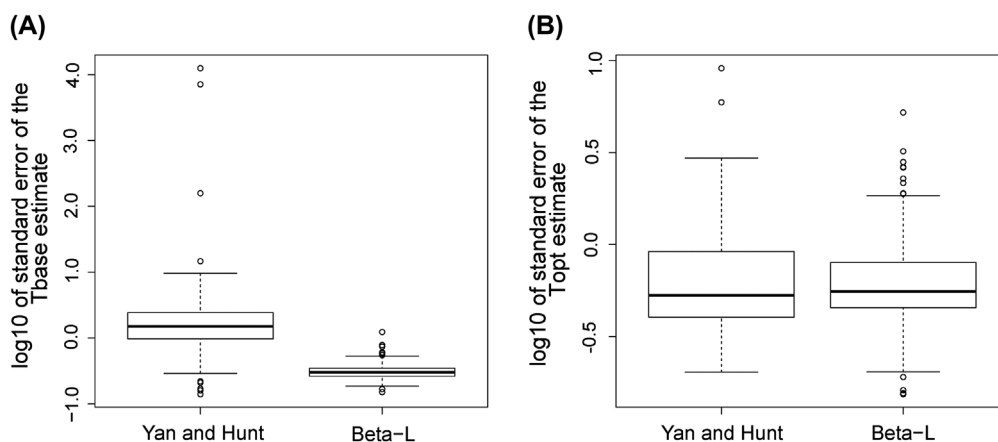 (A)
log10 of standard error of the
Tbase estimate
4.0
3.0
2.0
1.0
0.0
−1.0
Yan and Hunt
Beta−L
(B)
log10 of standard error of the
Topt estimate
1.0
0.5
0.0
−0.5
Yan and Hunt
Beta−L